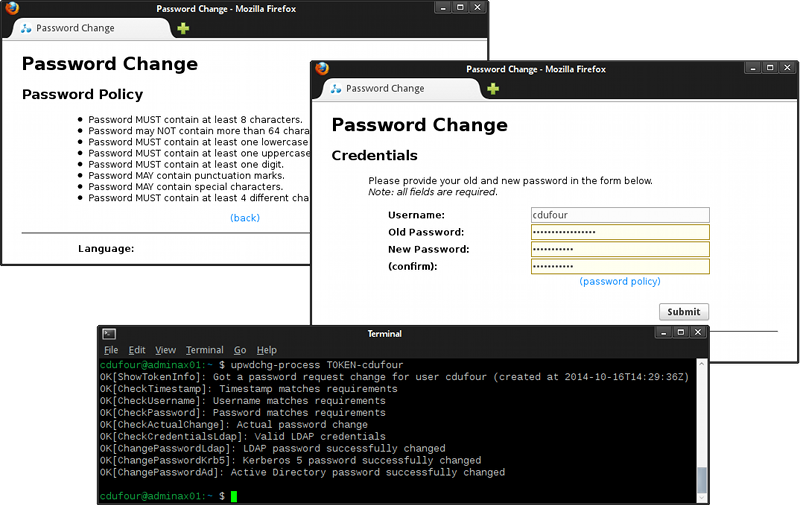 Password Change - Mozilla Firefox
Password Change
Password Change
Password Policy
Password MUST contain at least 8 characters.
Password may NOT contain more than 64
Password MUST contain at least one lowercase
Password MUST contain at least one uppercase
Password MUST contain at least one digit.
Password MAY contain punctuation marks.
Password MAY contain special characters.
Password MUST contain at least 4 different
(back)
Language:
Password Change - Mozilla Firefox
Password Change
Password Change
Credentials
Please provide your old and new password in the form below.
Note: all fields are required.
Username: cdufour
Old Password: •••••••••••••••••
New Password: •••••••••••
(confirm): •••••••••••
(password policy)
Submit
Terminal
File Edit View Terminal Go Help
cdufour@adminax01:~ $ upwdchg-process TOKEN-cdufour
OK[ShowTokenInfo]: Got a password request change for user cdufour (created at 2014-10-16T14:29:36Z)
OK[CheckTimestamp]: Timestamp matches requirements
OK[CheckUsername]: Username matches requirements
OK[CheckPassword]: Password matches requirements
OK[CheckActualChange]: Actual password change
OK[CheckCredentialsLdap]: Valid LDAP credentials
OK[ChangePasswordLdap]: LDAP password successfully changed
OK[ChangePasswordKrb5]: Kerberos 5 password successfully changed
OK[ChangePasswordAd]: Active Directory password successfully changed
cdufour@adminax01:~ $